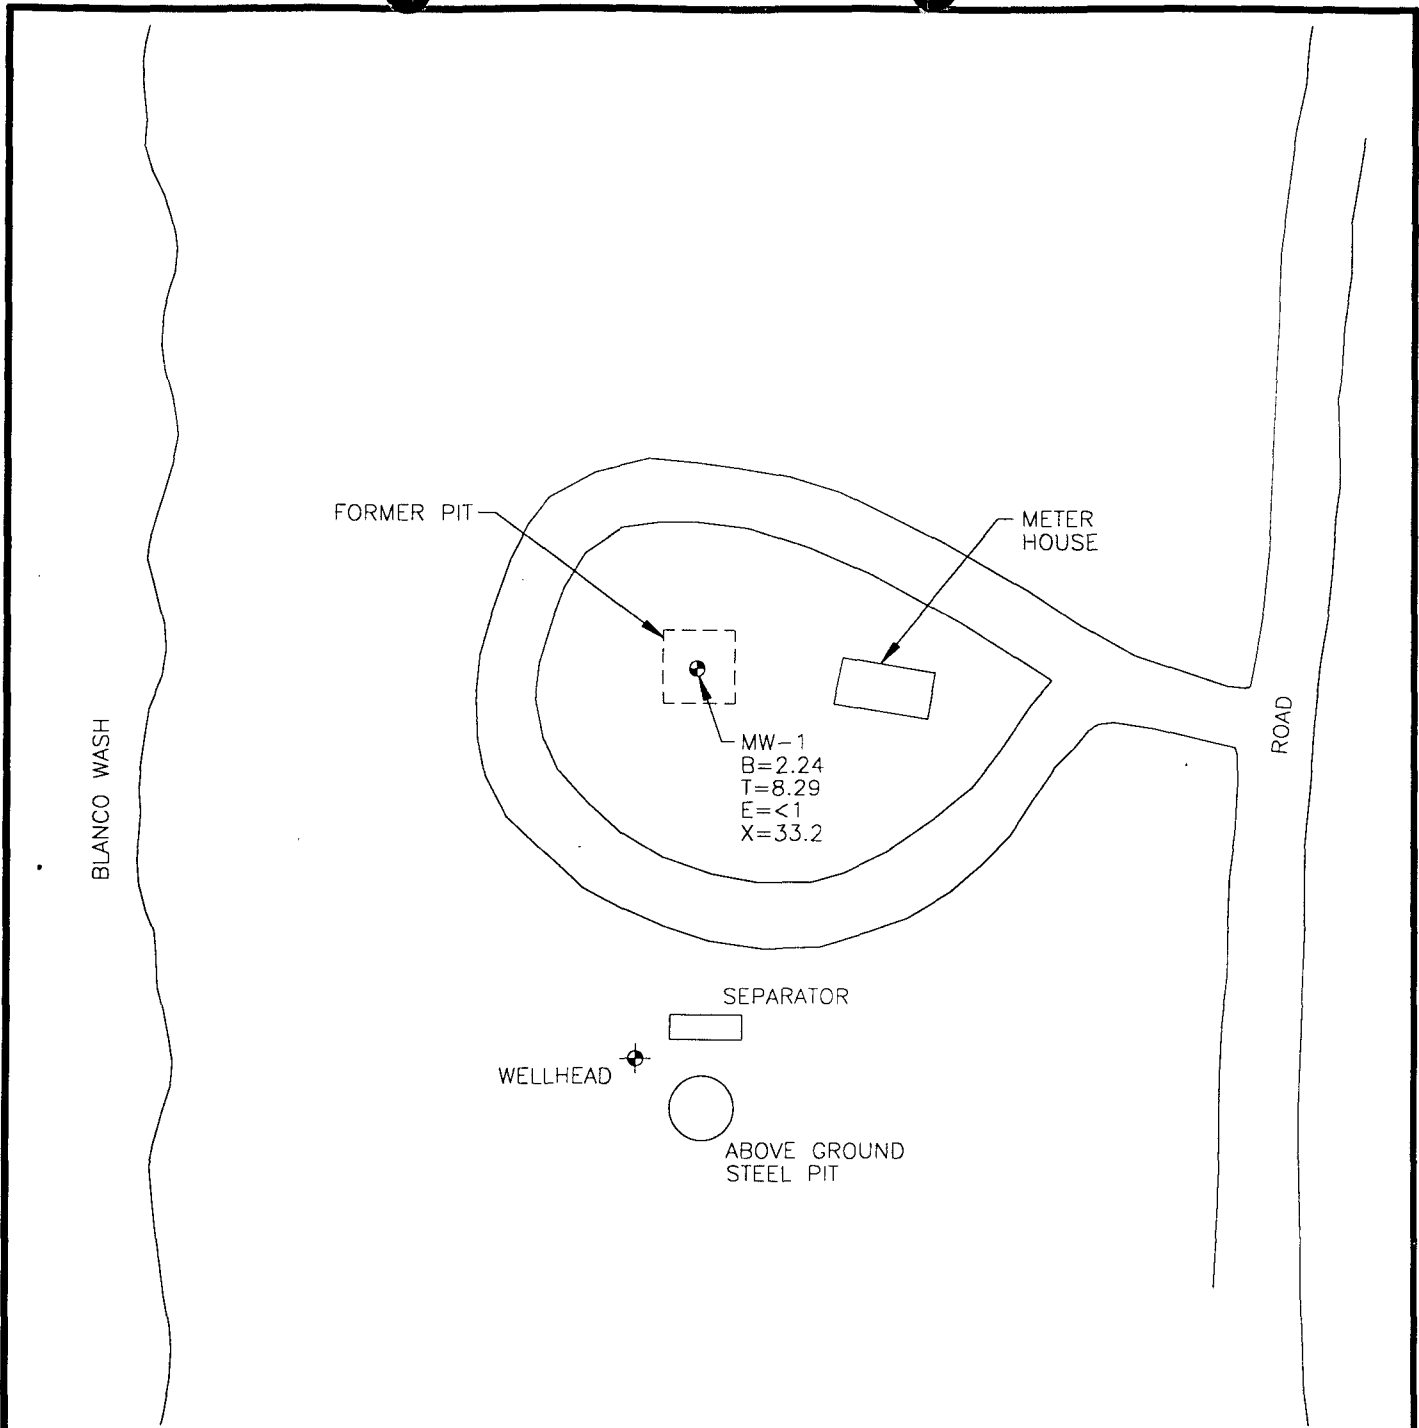 FORMER PIT
METER
HOUSE
MW-1
B=2.24
T=8.29
E=<1
X=33.2
BLANCO WASH
ROAD
SEPARATOR
WELLHEAD
ABOVE GROUND
STEEL PIT